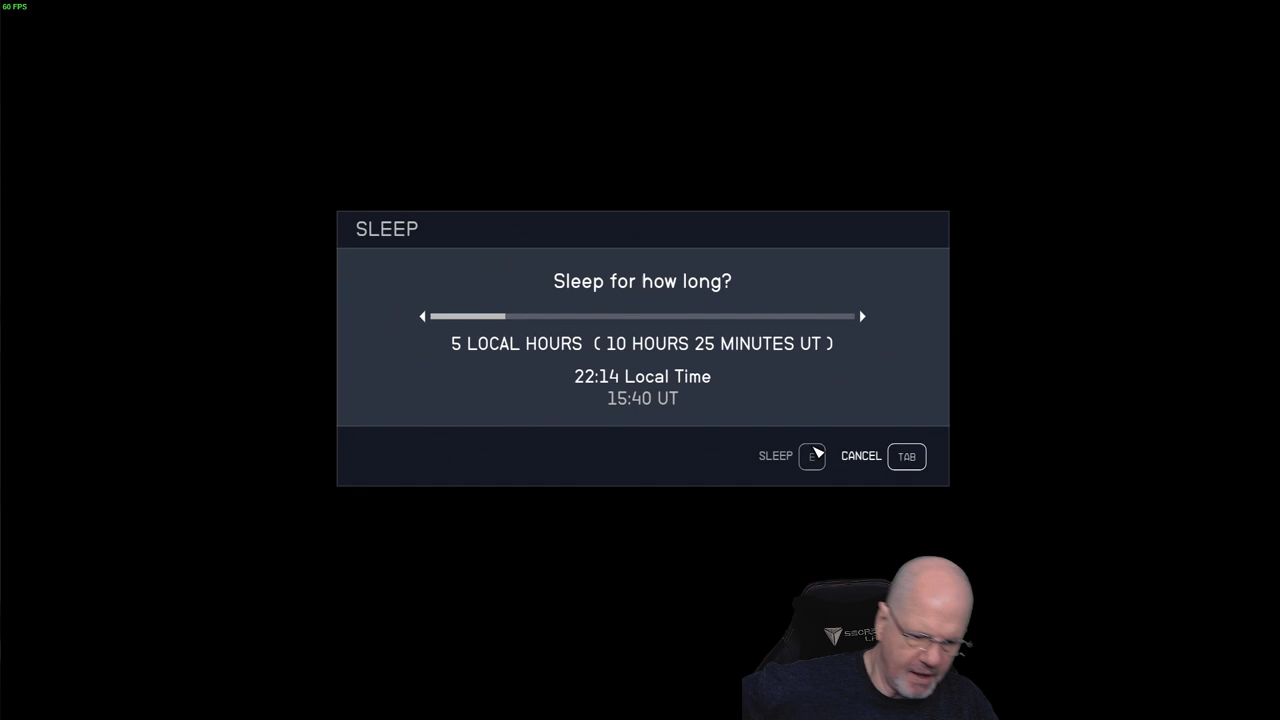 60 FPS
SLEEP
Sleep for how long?
5 LOCAL HOURS ( 10 HOURS 25 MINUTES UT )
22:14 Local Time
15:40 UT
SLEEP E CANCEL TAB